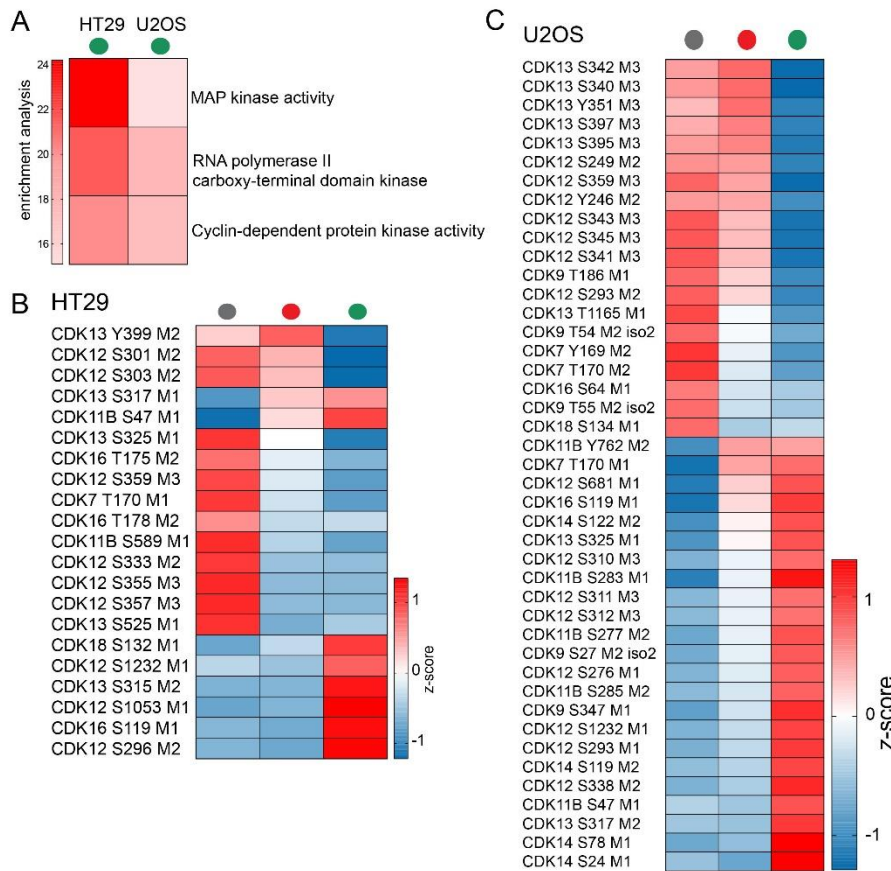 A
HT29 U2OS
enrichment analysis
24
22
20
18
16
MAP kinase activity
RNA polymerase II
carboxy-terminal domain kinase
Cyclin-dependent protein kinase activity
B HT29
CDK13 Y399 M2
CDK12 S301 M2
CDK12 S303 M2
CDK13 S317 M1
CDK11B S47 M1
CDK13 S325 M1
CDK16 T175 M2
CDK12 S359 M3
CDK7 T170 M1
CDK16 T178 M2
CDK11B S589 M1
CDK12 S333 M2
CDK12 S355 M3
CDK12 S357 M3
CDK13 S525 M1
CDK18 S132 M1
CDK12 S1232 M1
CDK13 S315 M2
CDK12 S1053 M1
CDK16 S119 M1
CDK12 S296 M2
1
0
-1
z-score
C
U2OS
CDK13 S342 M3
CDK13 S340 M3
CDK13 Y351 M3
CDK13 S397 M3
CDK13 S395 M3
CDK12 S249 M2
CDK12 S359 M3
CDK12 Y246 M2
CDK12 S343 M3
CDK12 S345 M3
CDK12 S341 M3
CDK9 T186 M1
CDK12 S293 M2
CDK13 T1165 M1
CDK9 T54 M2 iso2
CDK7 Y169 M2
CDK7 T170 M2
CDK16 S64 M1
CDK9 T55 M2 iso2
CDK18 S134 M1
CDK11B Y762 M2
CDK7 T170 M1
CDK12 S681 M1
CDK16 S119 M1
CDK14 S122 M2
CDK13 S325 M1
CDK12 S310 M3
CDK11B S283 M1
CDK12 S311 M3
CDK12 S312 M3
CDK11B S277 M2
CDK9 S27 M2 iso2
CDK12 S276 M1
CDK11B S285 M2
CDK9 S347 M1
CDK12 S1232 M1
CDK12 S293 M1
CDK14 S119 M2
CDK12 S338 M2
CDK11B S47 M1
CDK13 S317 M2
CDK14 S78 M1
CDK14 S24 M1
1
0
-1
z-score